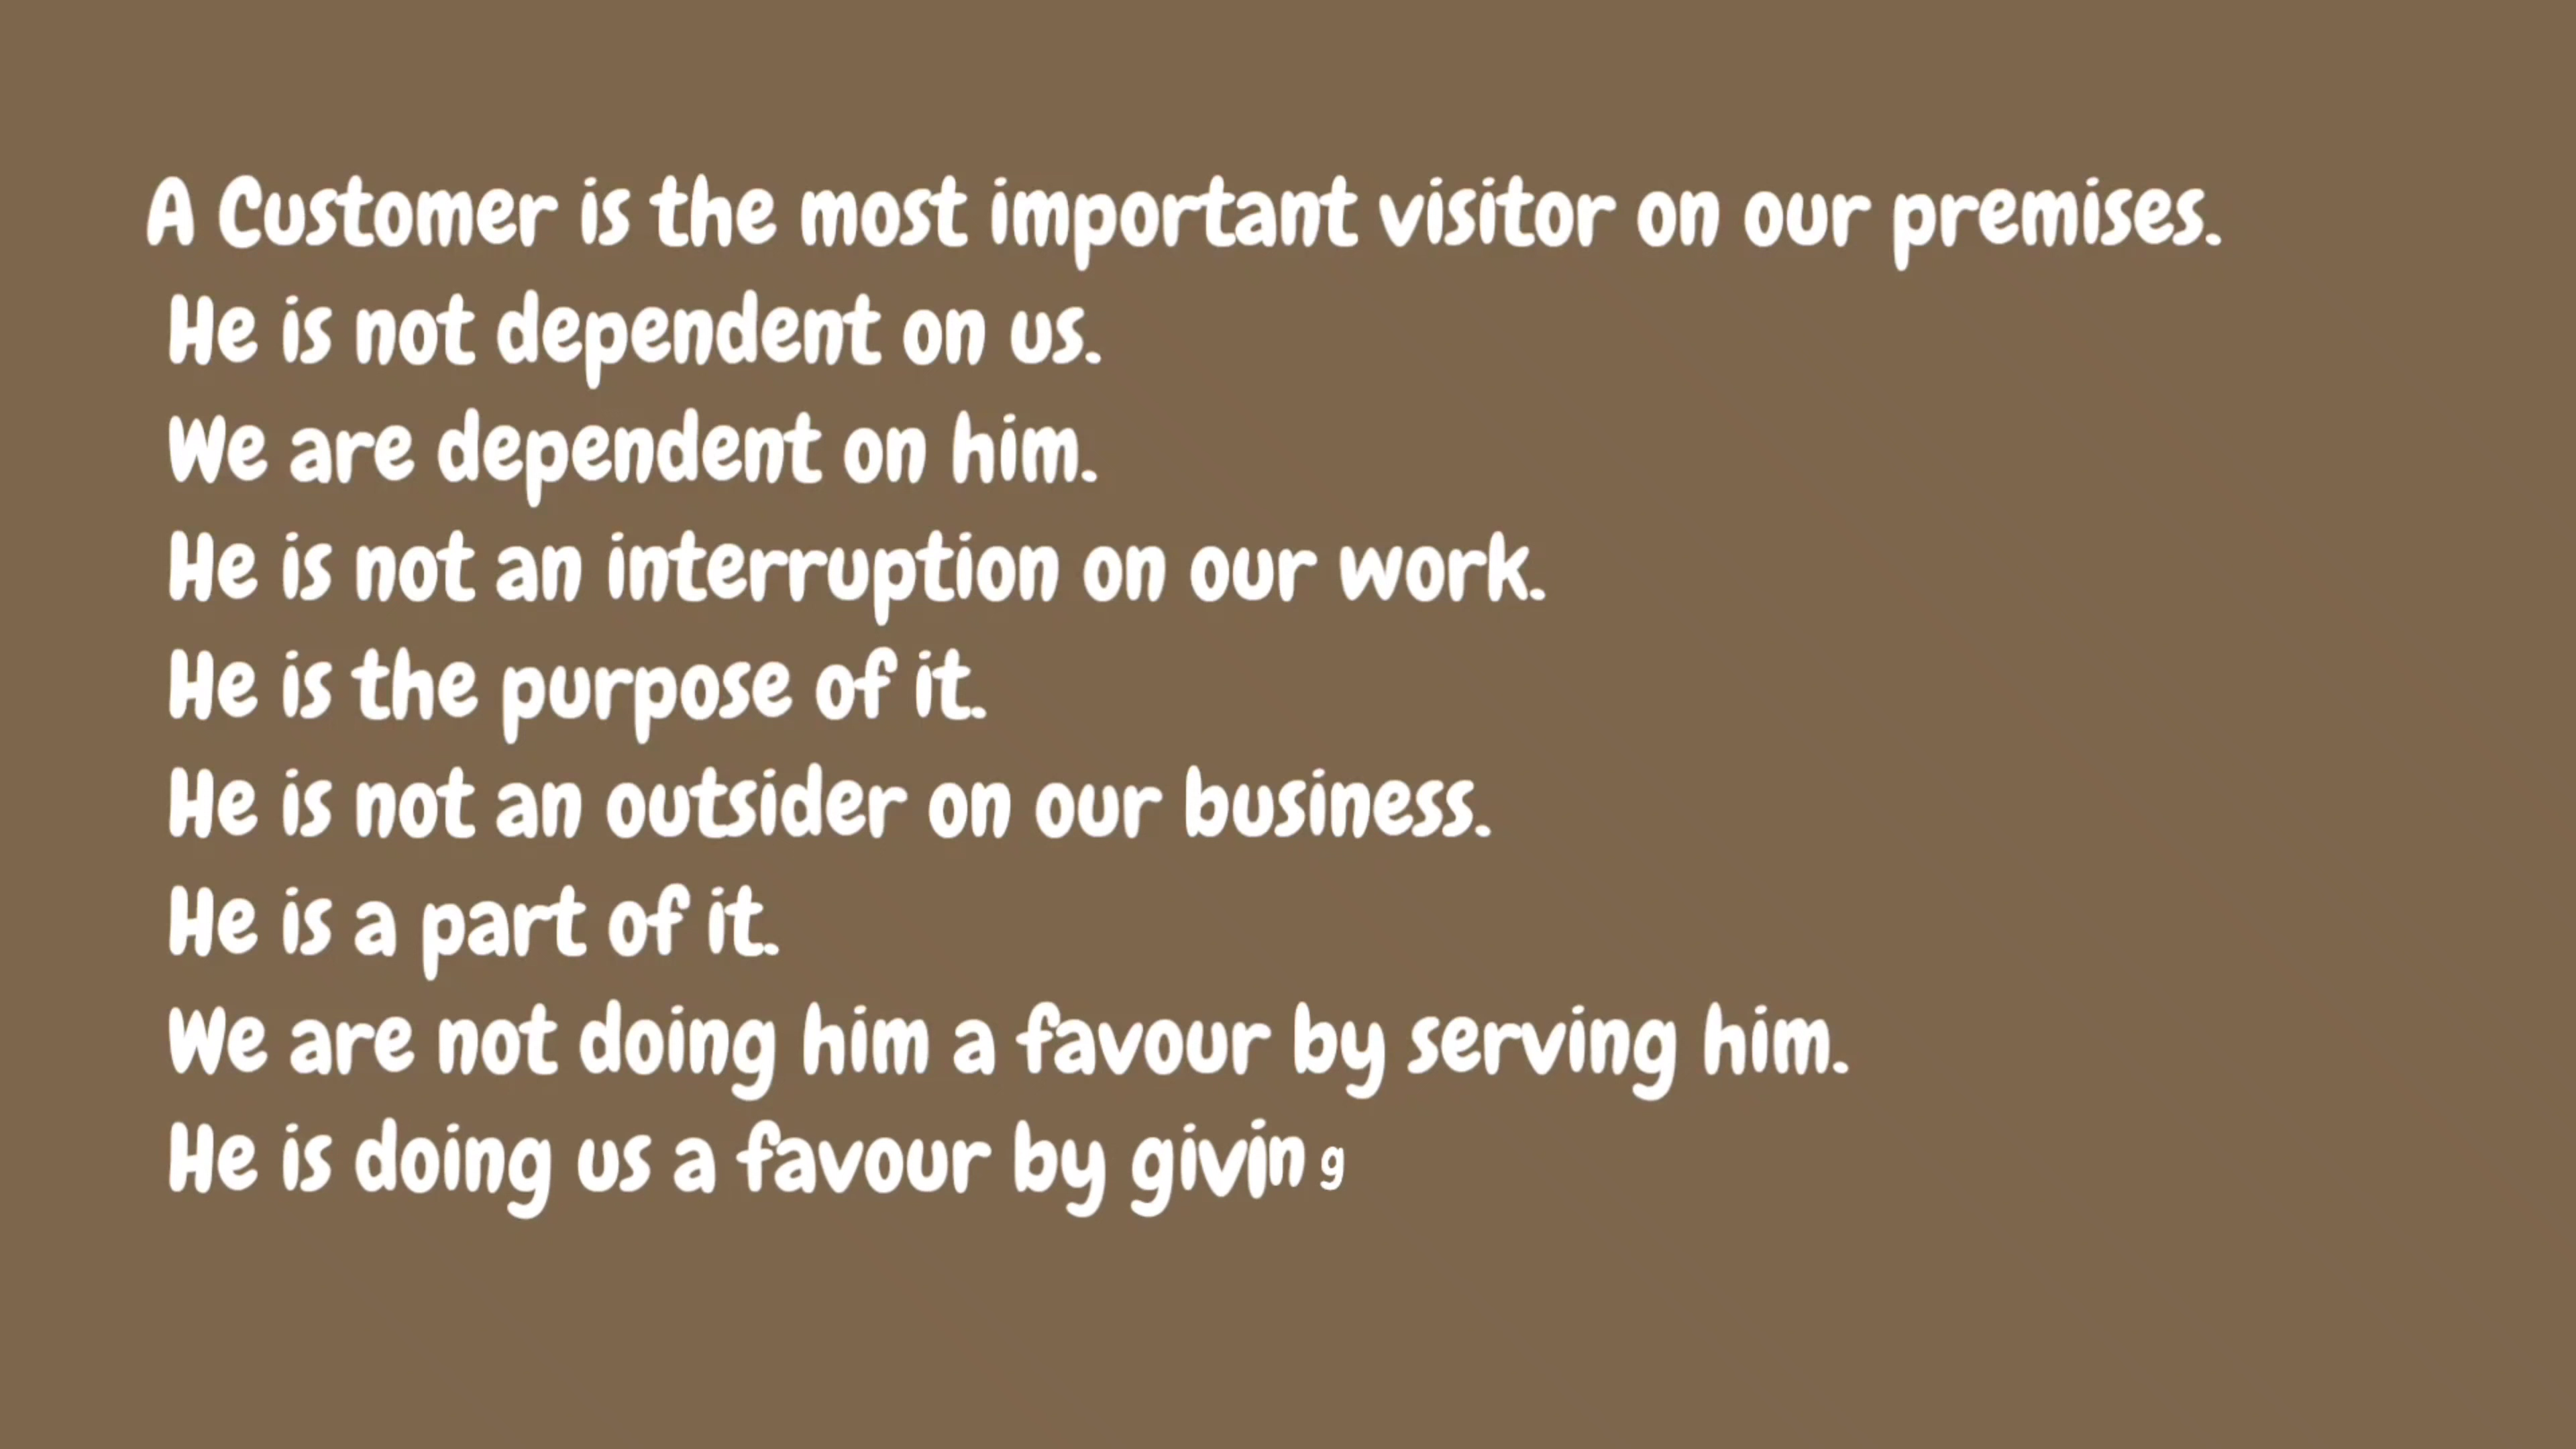 A Customer is the most important visitor on our premises.
He is not dependent on us.
We are dependent on him.
He is not an interruption on our work.
He is the purpose of it.
He is not an outsider on our business.
He is a part of it.
We are not doing him a favour by serving him.
He is doing us a favour by giving